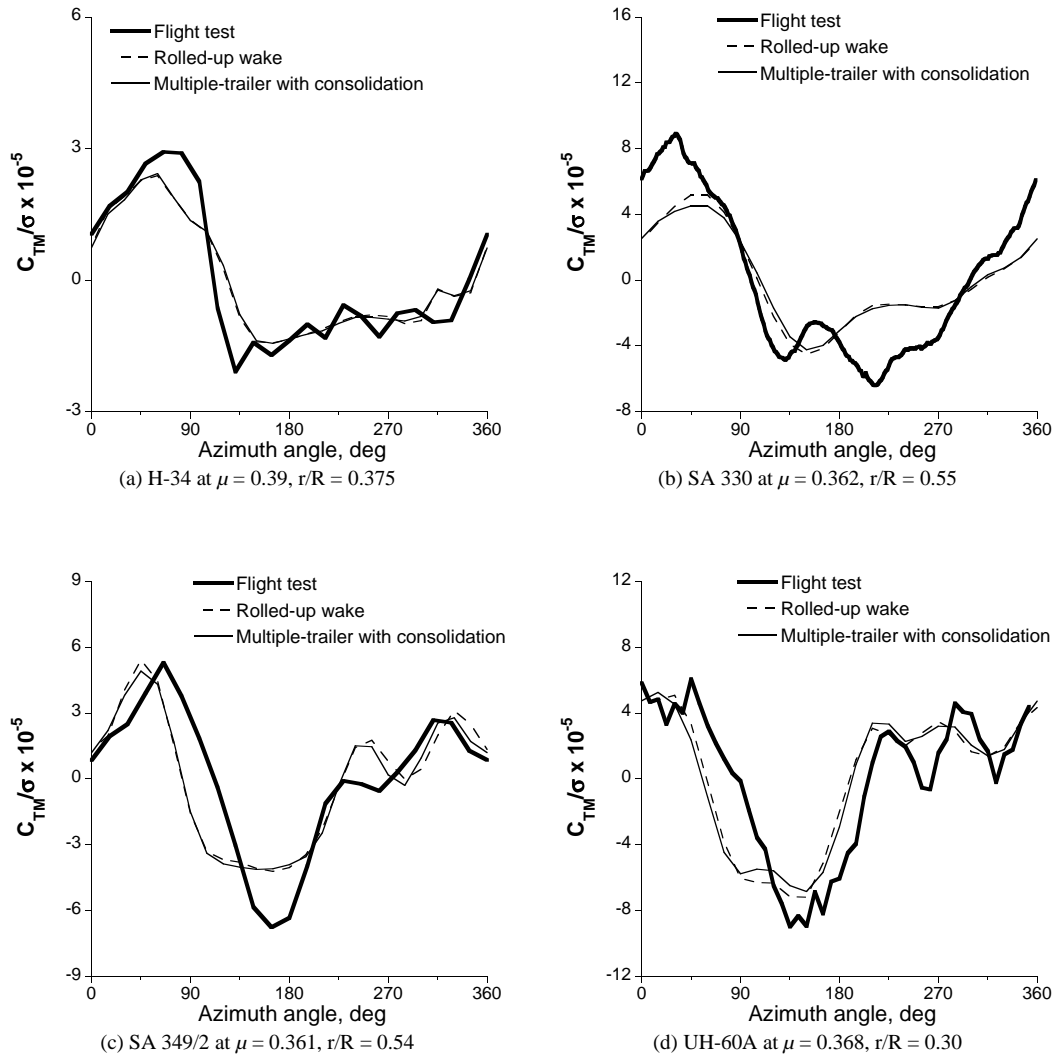 6
Flight test
Rolled-up wake
Multiple-trailer with consolidation
3
0
-3
C_TM/σ x 10^-5
0 90 180 270 360
Azimuth angle, deg
(a) H-34 at μ = 0.39, r/R = 0.375
16
Flight test
Rolled-up wake
Multiple-trailer with consolidation
12
8
4
0
-4
-8
C_TM/σ x 10^-5
0 90 180 270 360
Azimuth angle, deg
(b) SA 330 at μ = 0.362, r/R = 0.55
9
Flight test
Rolled-up wake
Multiple-trailer with consolidation
6
3
0
-3
-6
-9
C_TM/σ x 10^-5
0 90 180 270 360
Azimuth angle, deg
(c) SA 349/2 at μ = 0.361, r/R = 0.54
12
Flight test
Rolled-up wake
Multiple-trailer with consolidation
8
4
0
-4
-8
-12
C_TM/σ x 10^-5
0 90 180 270 360
Azimuth angle, deg
(d) UH-60A at μ = 0.368, r/R = 0.30